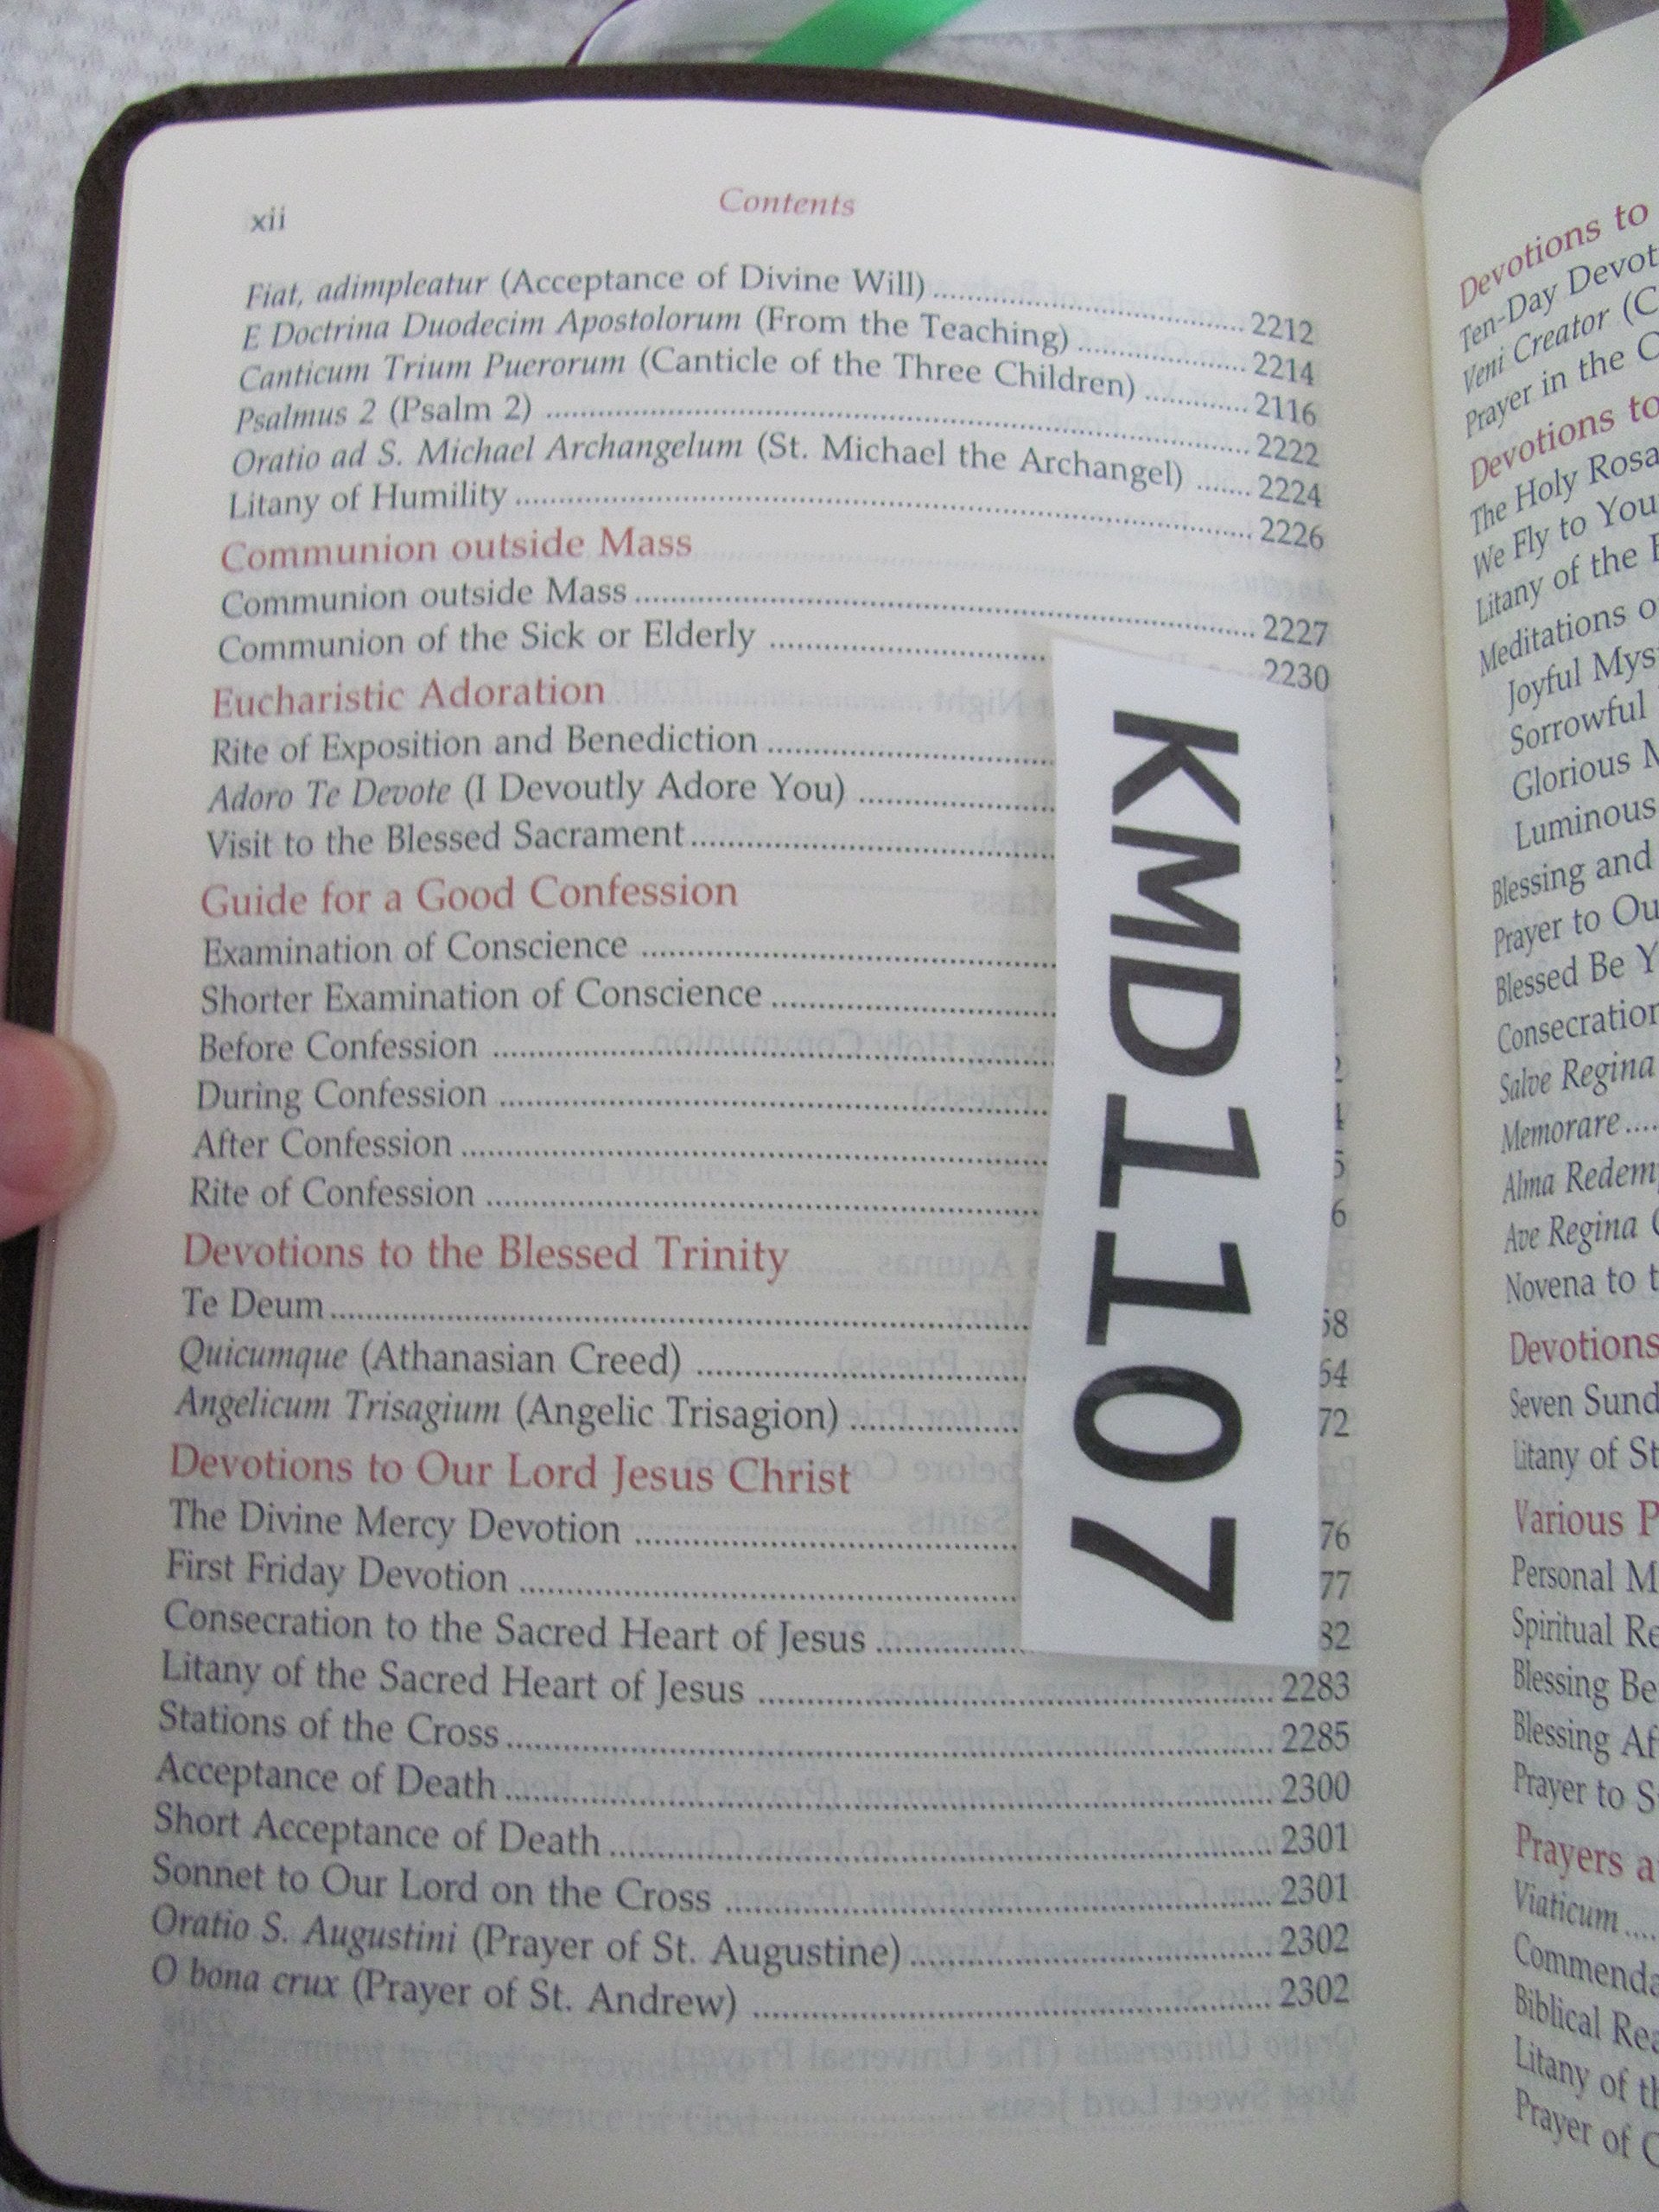 xii
Contents
Fiat, adimpleatur (Acceptance of Divine Will) ........ 2212
E Doctrina Duodecim Apostolorum (From the Teaching) ........ 2214
Canticum Trium Puerorum (Canticle of the Three Children) ........ 2116
Psalmus 2 (Psalm 2) ........ 2222
Oratio ad S. Michael Archangelum (St. Michael the Archangel) ........ 2224
Litany of Humility ........ 2226
Communion outside Mass
Communion outside Mass ........ 2227
Communion of the Sick or Elderly ........ 2230
Eucharistic Adoration
Rite of Exposition and Benediction ........
Adoro Te Devote (I Devoutly Adore You) ........
Visit to the Blessed Sacrament ........
Guide for a Good Confession
Examination of Conscience ........
Shorter Examination of Conscience ........
Before Confession ........
During Confession ........
After Confession ........ 5
Rite of Confession ........ 6
Devotions to the Blessed Trinity
Te Deum ........ 58
Quicumque (Athanasian Creed) ........ 64
Angelicum Trisagium (Angelic Trisagion) ........ 72
Devotions to Our Lord Jesus Christ
The Divine Mercy Devotion ........ 76
First Friday Devotion ........ 77
Consecration to the Sacred Heart of Jesus ........ 82
Litany of the Sacred Heart of Jesus ........ 2283
Stations of the Cross ........ 2285
Acceptance of Death ........ 2300
Short Acceptance of Death ........ 2301
Sonnet to Our Lord on the Cross ........ 2301
Oratio S. Augustini (Prayer of St. Augustine) ........ 2302
O bona crux (Prayer of St. Andrew) ........ 2302
KMD1107
Devotions to
Ten-Day Devot
Veni Creator (C
Prayer in the O
Devotions to
The Holy Rosa
We Fly to You
Litany of the
Meditations o
Joyful Mys
Sorrowful
Glorious M
Luminous
Blessing and
Prayer to Ou
Blessed Be Y
Consecration
Salve Regina
Memorare ....
Alma Redemp
Ave Regina
Novena to t
Devotions
Seven Sund
Litany of St
Various P
Personal M
Spiritual Re
Blessing Be
Blessing Af
Prayer to S
Prayers a
Viaticum ....
Commenda
Biblical Rea
Litany of th
Prayer of C